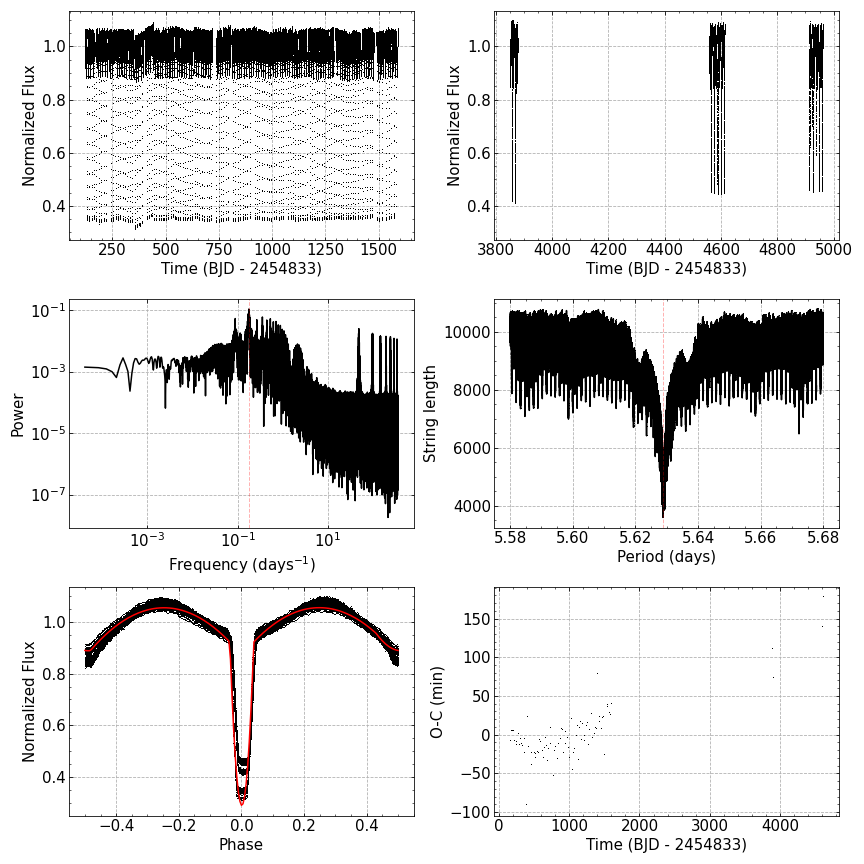 1.0
0.8
0.6
0.4
Normalized Flux
250 500 750 1000 1250 1500
Time (BJD - 2454833)
1.0
0.8
0.6
0.4
Normalized Flux
3800 4000 4200 4400 4600 4800 5000
Time (BJD - 2454833)
10⁻¹
10⁻³
10⁻⁵
10⁻⁷
Power
10⁻³ 10⁻¹ 10¹
Frequency (days⁻¹)
10000
8000
6000
4000
String length
5.58 5.60 5.62 5.64 5.66 5.68
Period (days)
1.0
0.8
0.6
0.4
Normalized Flux
−0.4 −0.2 0.0 0.2 0.4
Phase
150
100
50
0
−50
−100
O-C (min)
0 1000 2000 3000 4000
Time (BJD - 2454833)